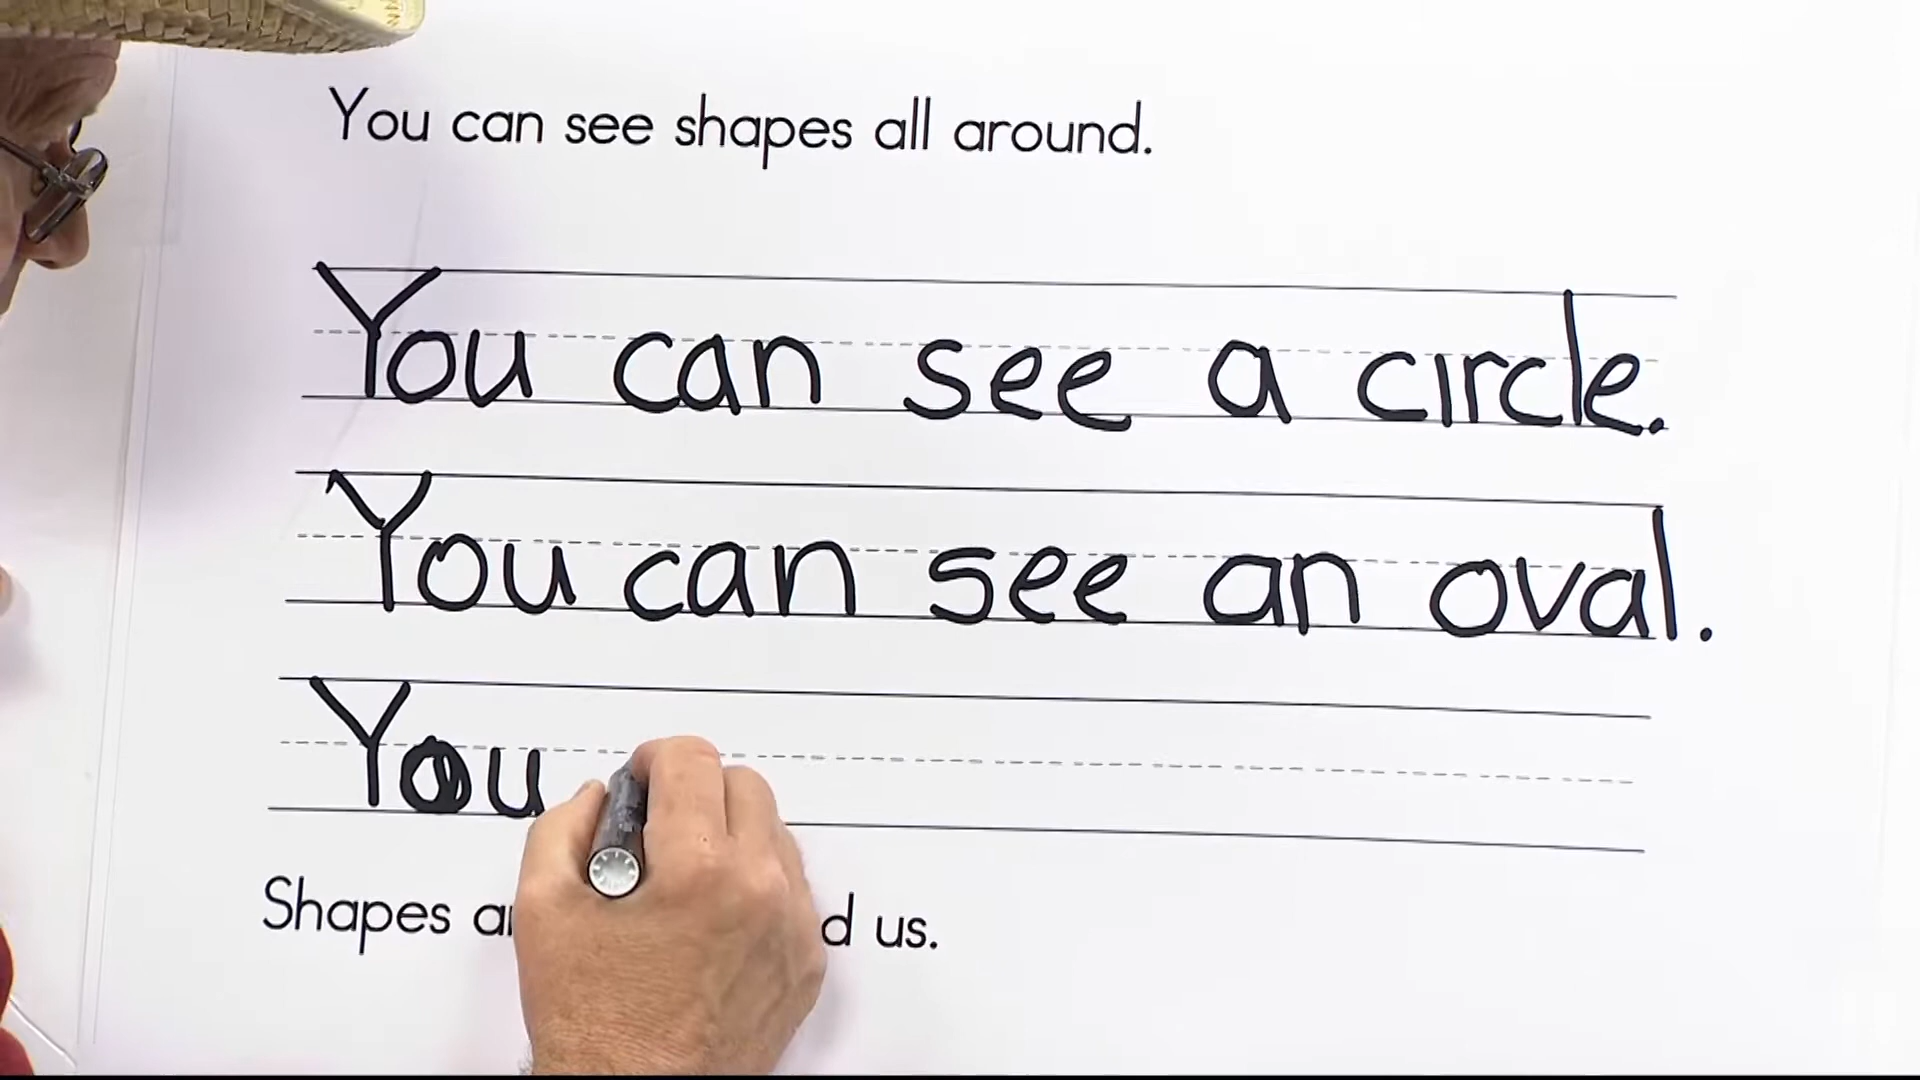 You can see shapes all around.
You can see a circle.
You can see an oval.
You
Shapes us.